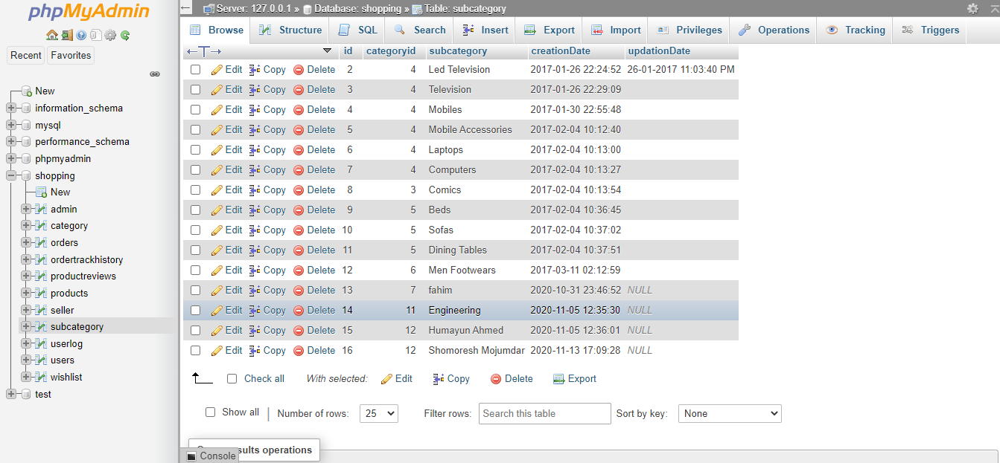 phpMyAdmin
Recent Favorites
New
information_schema
mysql
performance_schema
phpmyadmin
shopping
New
admin
category
orders
ordertrackhistory
productreviews
products
seller
subcategory
userlog
users
wishlist
test
Server: 127.0.0.1 » Database: shopping » Table: subcategory
Browse Structure SQL Search Insert Export Import Privileges Operations Tracking Triggers
←T→ id categoryid subcategory creationDate updationDate
Edit Copy Delete 2 4 Led Television 2017-01-26 22:24:52 26-01-2017 11:03:40 PM
Edit Copy Delete 3 4 Television 2017-01-26 22:29:09
Edit Copy Delete 4 4 Mobiles 2017-01-30 22:55:48
Edit Copy Delete 5 4 Mobile Accessories 2017-02-04 10:12:40
Edit Copy Delete 6 4 Laptops 2017-02-04 10:13:00
Edit Copy Delete 7 4 Computers 2017-02-04 10:13:27
Edit Copy Delete 8 3 Comics 2017-02-04 10:13:54
Edit Copy Delete 9 5 Beds 2017-02-04 10:36:45
Edit Copy Delete 10 5 Sofas 2017-02-04 10:37:02
Edit Copy Delete 11 5 Dining Tables 2017-02-04 10:37:51
Edit Copy Delete 12 6 Men Footwears 2017-03-11 02:12:59
Edit Copy Delete 13 7 fahim 2020-10-31 23:46:52 NULL
Edit Copy Delete 14 11 Engineering 2020-11-05 12:35:30 NULL
Edit Copy Delete 15 12 Humayun Ahmed 2020-11-05 12:36:01 NULL
Edit Copy Delete 16 12 Shomoresh Mojumdar 2020-11-13 17:09:28 NULL
Check all With selected: Edit Copy Delete Export
Show all Number of rows: 25 Filter rows: Search this table Sort by key: None
operations
Console